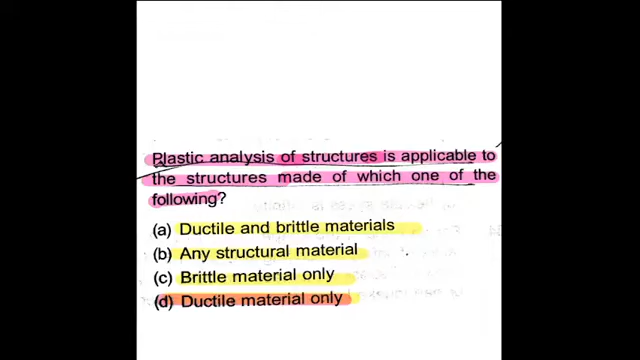 Plastic analysis of structures is applicable to
the structures made of which one of the
following?
(a) Ductile and brittle materials
(b) Any structural material
(c) Brittle material only
(d) Ductile material only